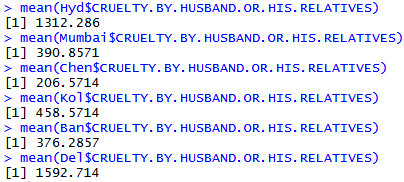 > mean(Hyd$CRUELTY.BY.HUSBAND.OR.HIS.RELATIVES)
[1] 1312.286
> mean(Mumbai$CRUELTY.BY.HUSBAND.OR.HIS.RELATIVES)
[1] 390.8571
> mean(Chen$CRUELTY.BY.HUSBAND.OR.HIS.RELATIVES)
[1] 206.5714
> mean(Kol$CRUELTY.BY.HUSBAND.OR.HIS.RELATIVES)
[1] 458.5714
> mean(Ban$CRUELTY.BY.HUSBAND.OR.HIS.RELATIVES)
[1] 376.2857
> mean(Del$CRUELTY.BY.HUSBAND.OR.HIS.RELATIVES)
[1] 1592.714